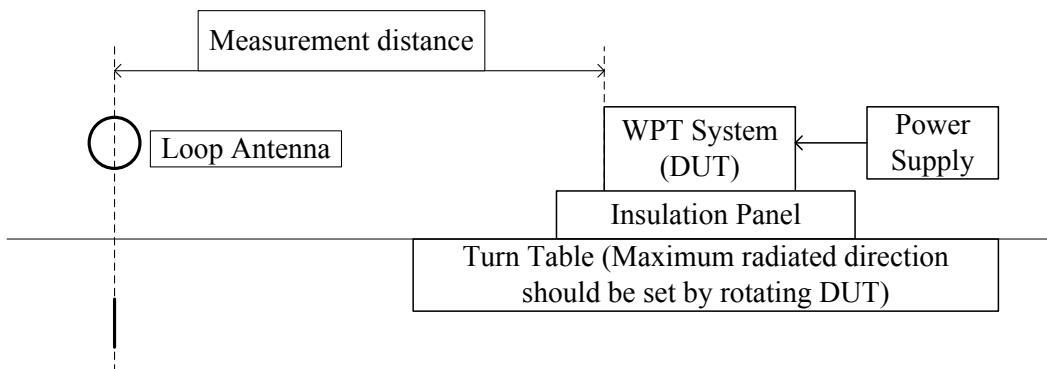 Measurement distance
Loop Antenna
WPT System
(DUT)
Power
Supply
Insulation Panel
Turn Table (Maximum radiated direction
should be set by rotating DUT)